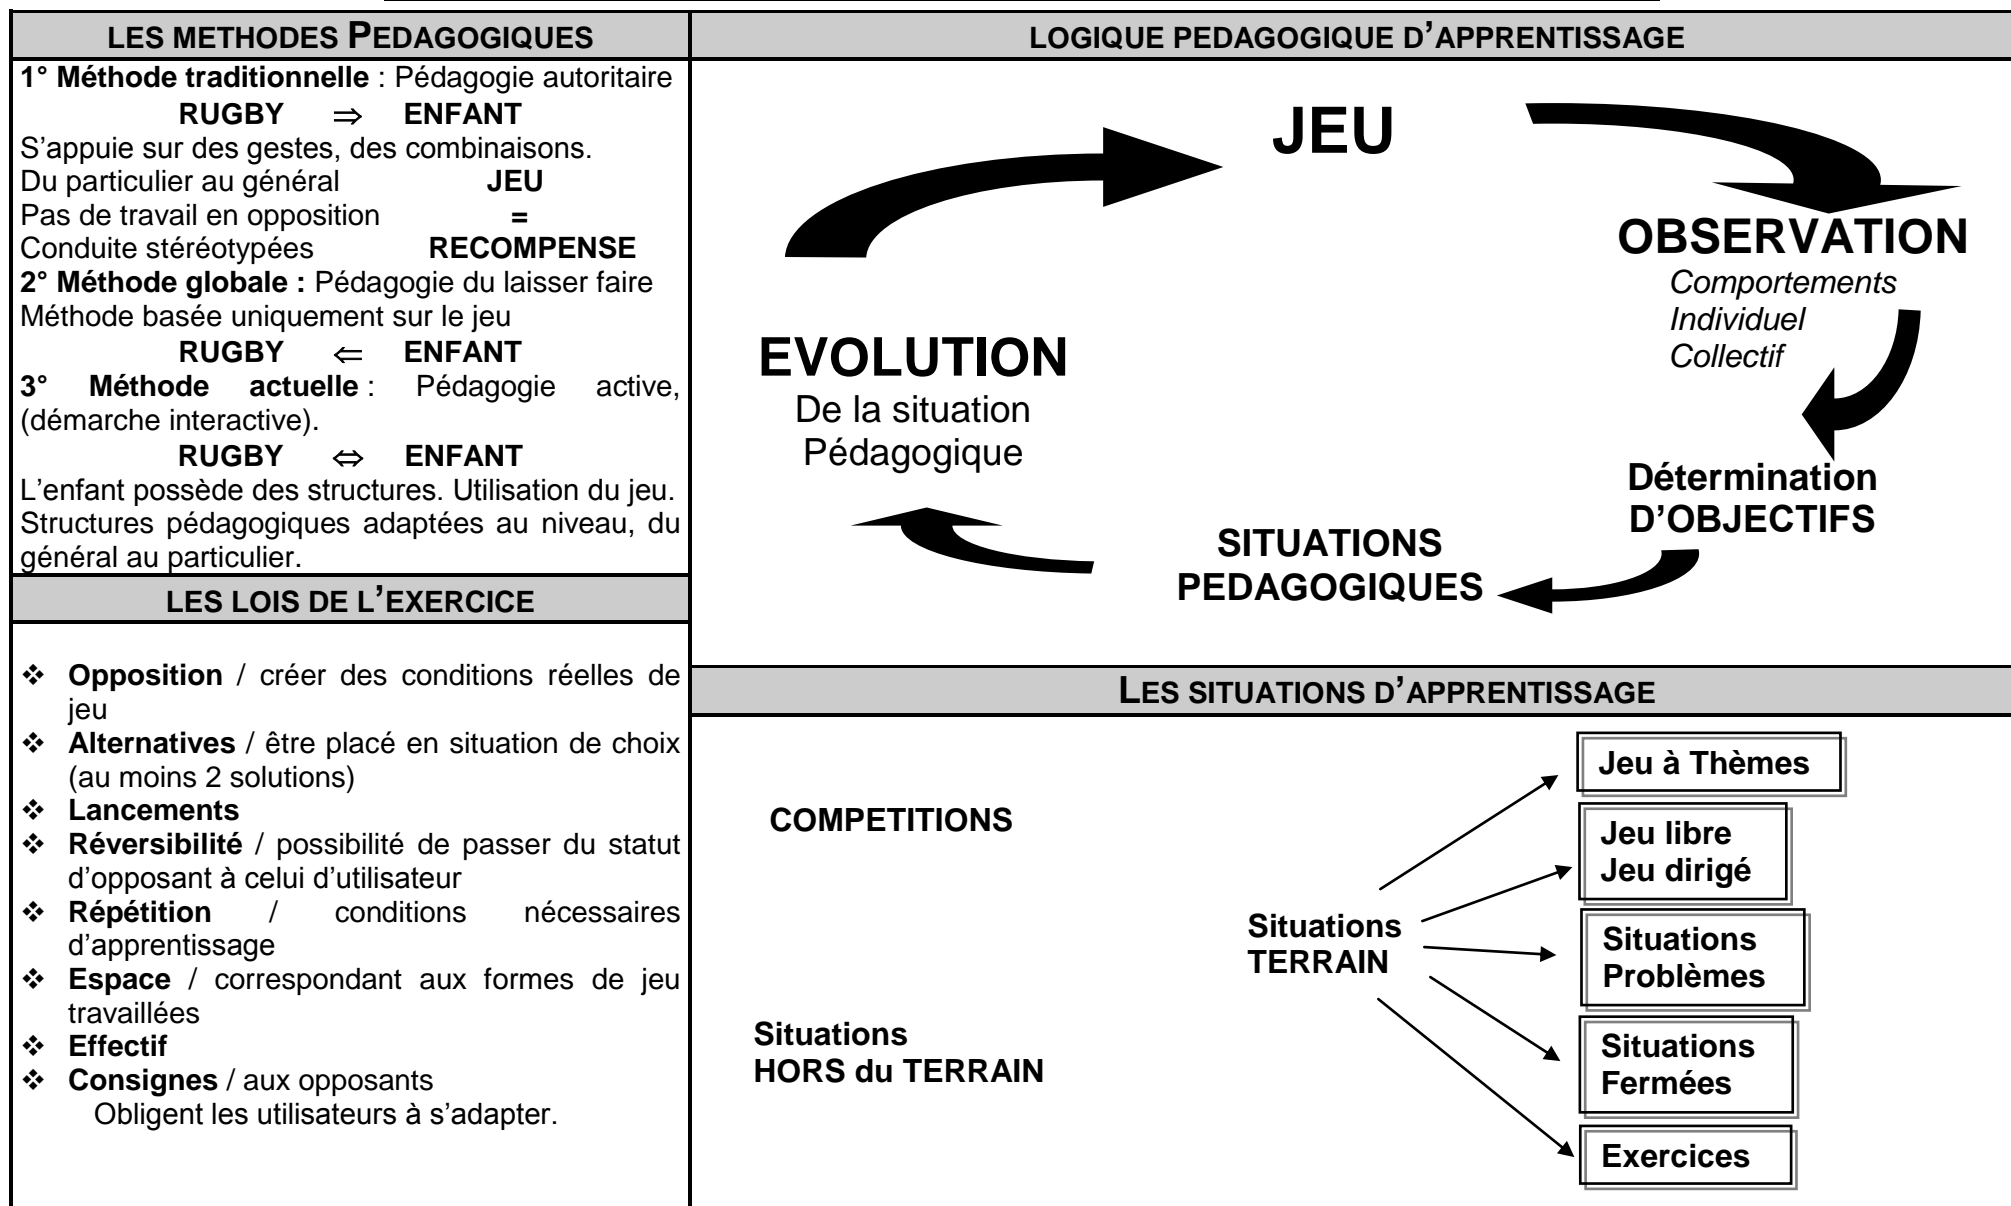 LES METHODES PEDAGOGIQUES
1° Méthode traditionnelle : Pédagogie autoritaire
RUGBY ⇒ ENFANT
S'appuie sur des gestes, des combinaisons.
Du particulier au général JEU
Pas de travail en opposition =
Conduite stéréotypées RECOMPENSE
2° Méthode globale : Pédagogie du laisser faire
Méthode basée uniquement sur le jeu
RUGBY ⇐ ENFANT
3° Méthode actuelle : Pédagogie active,
(démarche interactive).
RUGBY ⇔ ENFANT
L'enfant possède des structures. Utilisation du jeu.
Structures pédagogiques adaptées au niveau, du
général au particulier.
LES LOIS DE L'EXERCICE
❖ Opposition / créer des conditions réelles de
jeu
❖ Alternatives / être placé en situation de choix
(au moins 2 solutions)
❖ Lancements
❖ Réversibilité / possibilité de passer du statut
d'opposant à celui d'utilisateur
❖ Répétition / conditions nécessaires
d'apprentissage
❖ Espace / correspondant aux formes de jeu
travaillées
❖ Effectif
❖ Consignes / aux opposants
Obligent les utilisateurs à s'adapter.
LOGIQUE PEDAGOGIQUE D'APPRENTISSAGE
JEU
OBSERVATION
Comportements
Individuel
Collectif
Détermination
D'OBJECTIFS
SITUATIONS
PEDAGOGIQUES
EVOLUTION
De la situation
Pédagogique
LES SITUATIONS D'APPRENTISSAGE
COMPETITIONS
Situations
HORS du TERRAIN
Situations
TERRAIN
Jeu à Thèmes
Jeu libre
Jeu dirigé
Situations
Problèmes
Situations
Fermées
Exercices